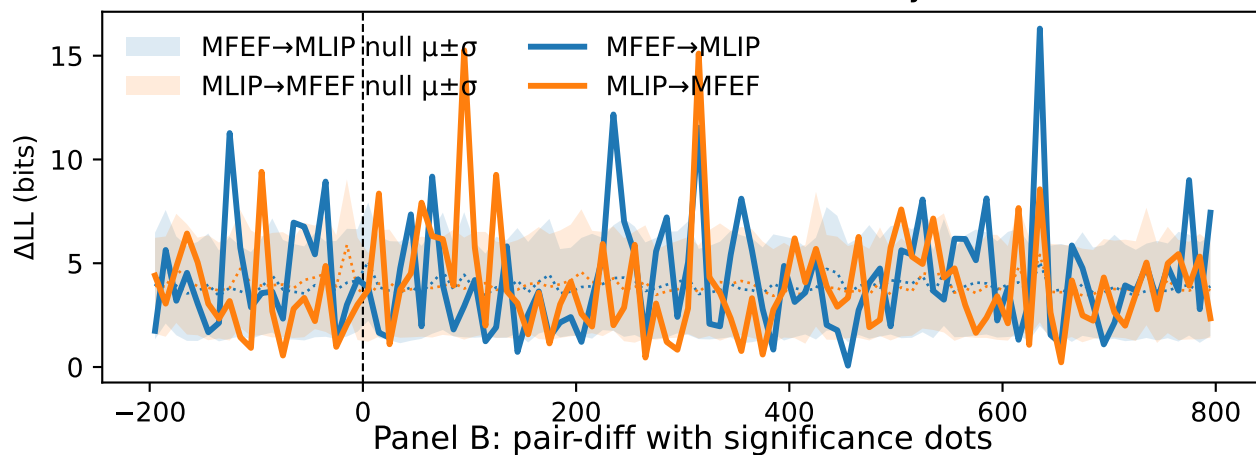 MFEF→MLIP null μ±σ
MLIP→MFEF null μ±σ
MFEF→MLIP
MLIP→MFEF
ΔLL (bits)
15
10
5
0
−200 0 200 400 600 800
Panel B: pair-diff with significance dots